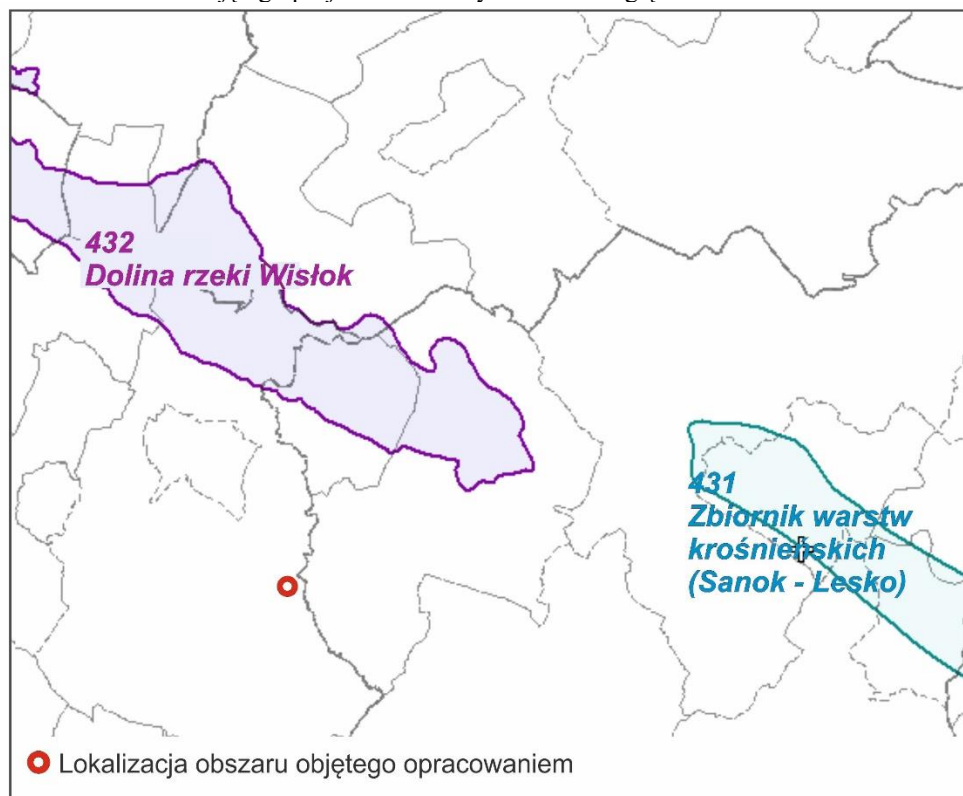 432
Dolina rzeki Wisłok
431
Zbiornik warstw
krośnieńskich
(Sanok - Lesko)
Lokalizacja obszaru objętego opracowaniem